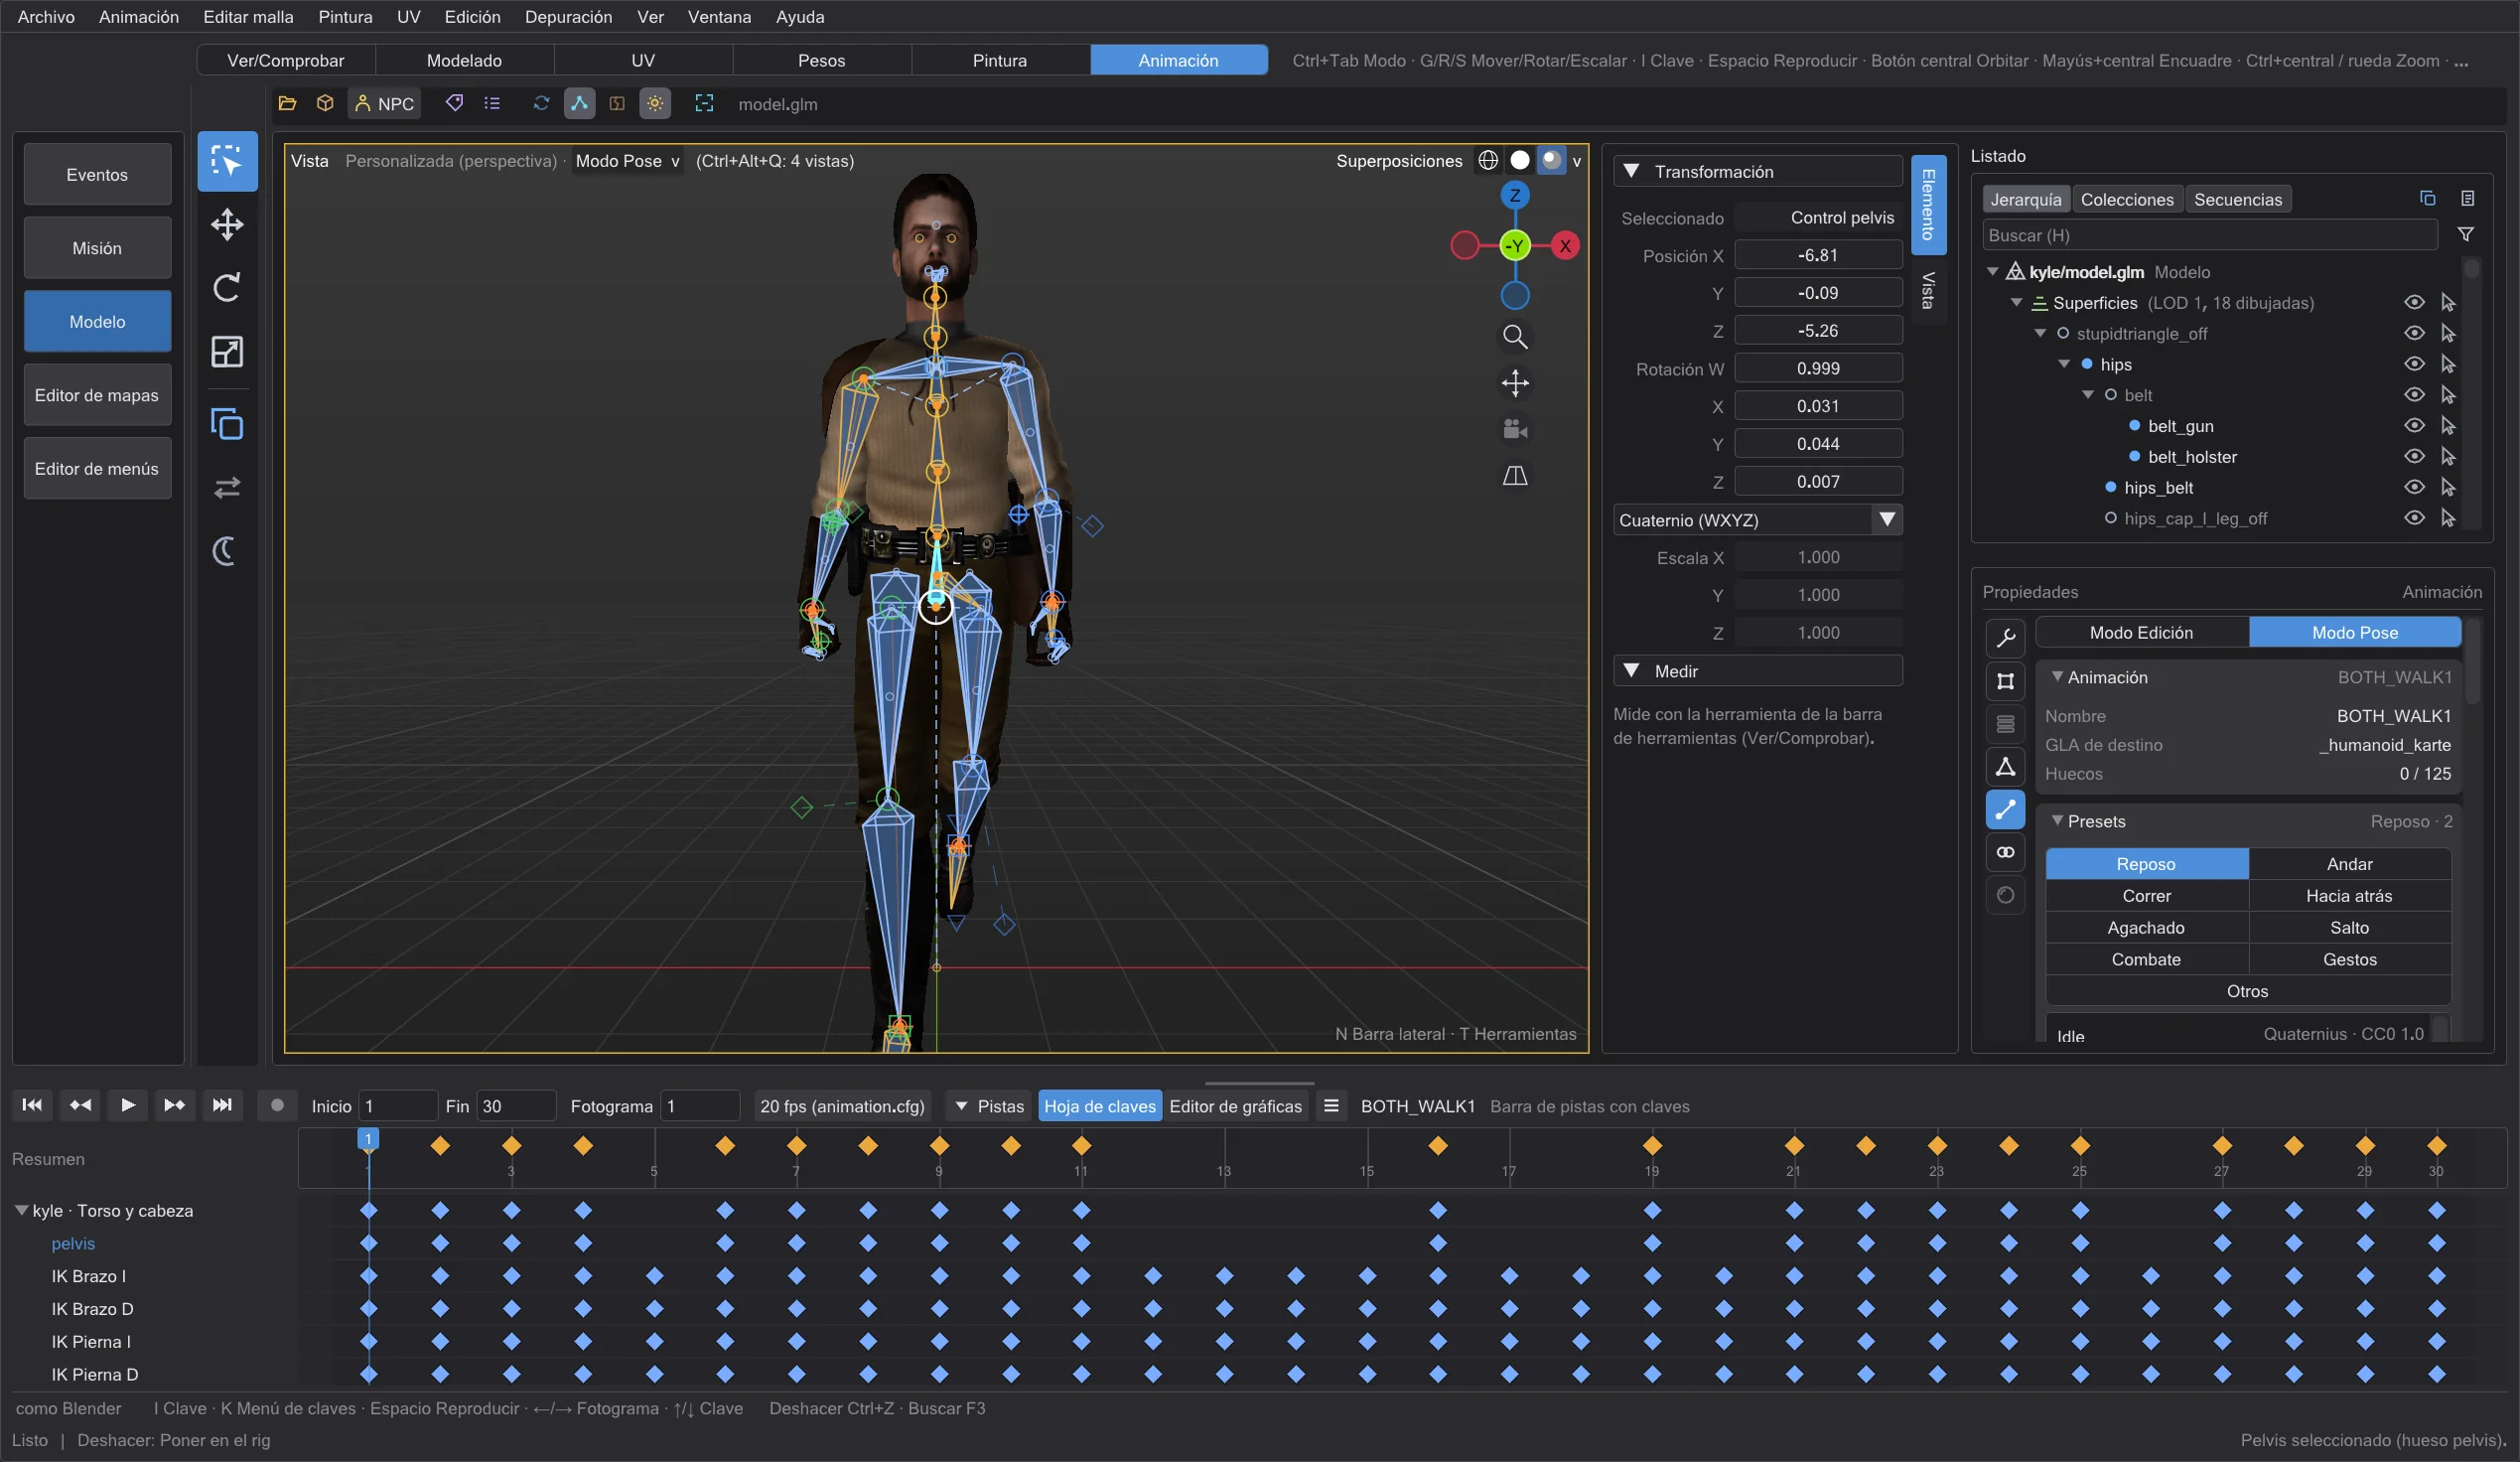 Archivo Animación Editar malla Pintura UV Edición Depuración Ver Ventana Ayuda
Ver/Comprobar Modelado UV Pesos Pintura Animación Ctrl+Tab Modo · G/R/S Mover/Rotar/Escalar · I Clave · Espacio Reproducir · Botón central Orbitar · Mayús+central Encuadre · Ctrl+central / rueda Zoom · ...
NPC model.glm
Eventos
Misión
Modelo
Editor de mapas
Editor de menús
Vista Personalizada (perspectiva) · Modo Pose v (Ctrl+Alt+Q: 4 vistas) Superposiciones v
Z
-Y X
N Barra lateral · T Herramientas
Transformación
Seleccionado Control pelvis
Posición X -6.81
Y -0.09
Z -5.26
Rotación W 0.999
X 0.031
Y 0.044
Z 0.007
Cuaternio (WXYZ)
Escala X 1.000
Y 1.000
Z 1.000
Medir
Mide con la herramienta de la barra
de herramientas (Ver/Comprobar).
Elemento
Vista
Listado
Jerarquía Colecciones Secuencias
Buscar (H)
kyle/model.glm Modelo
Superficies (LOD 1, 18 dibujadas)
stupidtriangle_off
hips
belt
belt_gun
belt_holster
hips_belt
hips_cap_l_leg_off
Propiedades Animación
Modo Edición Modo Pose
Animación BOTH_WALK1
Nombre BOTH_WALK1
GLA de destino _humanoid_karte
Huecos 0 / 125
Presets Reposo · 2
Reposo Andar
Correr Hacia atrás
Agachado Salto
Combate Gestos
Otros
Idle Quaternius · CC0 1.0
Inicio 1 Fin 30 Fotograma 1 20 fps (animation.cfg) Pistas Hoja de claves Editor de gráficas BOTH_WALK1 Barra de pistas con claves
1
Resumen
1 3 5 7 9 11 13 15 17 19 21 23 25 27 29 30
kyle · Torso y cabeza
pelvis
IK Brazo I
IK Brazo D
IK Pierna I
IK Pierna D
como Blender I Clave · K Menú de claves · Espacio Reproducir · ←/→ Fotograma · ↑/↓ Clave Deshacer Ctrl+Z · Buscar F3
Listo | Deshacer: Poner en el rig Pelvis seleccionado (hueso pelvis).